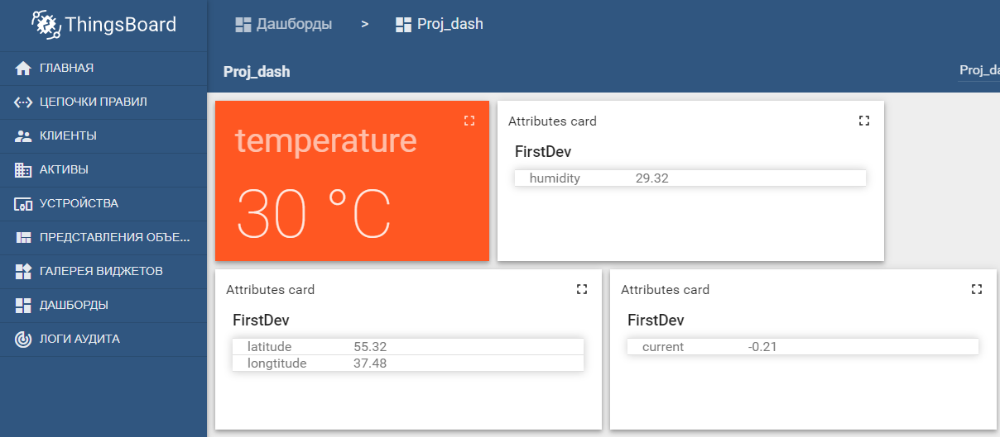 ThingsBoard
Дашборды > Proj_dash
Proj_dash
Proj_da
ГЛАВНАЯ
ЦЕПОЧКИ ПРАВИЛ
КЛИЕНТЫ
АКТИВЫ
УСТРОЙСТВА
ПРЕДСТАВЛЕНИЯ ОБЪЕ...
ГАЛЕРЕЯ ВИДЖЕТОВ
ДАШБОРДЫ
ЛОГИ АУДИТА
temperature
30 °C
Attributes card
FirstDev
humidity 29.32
Attributes card
FirstDev
latitude 55.32
longtitude 37.48
Attributes card
FirstDev
current -0.21